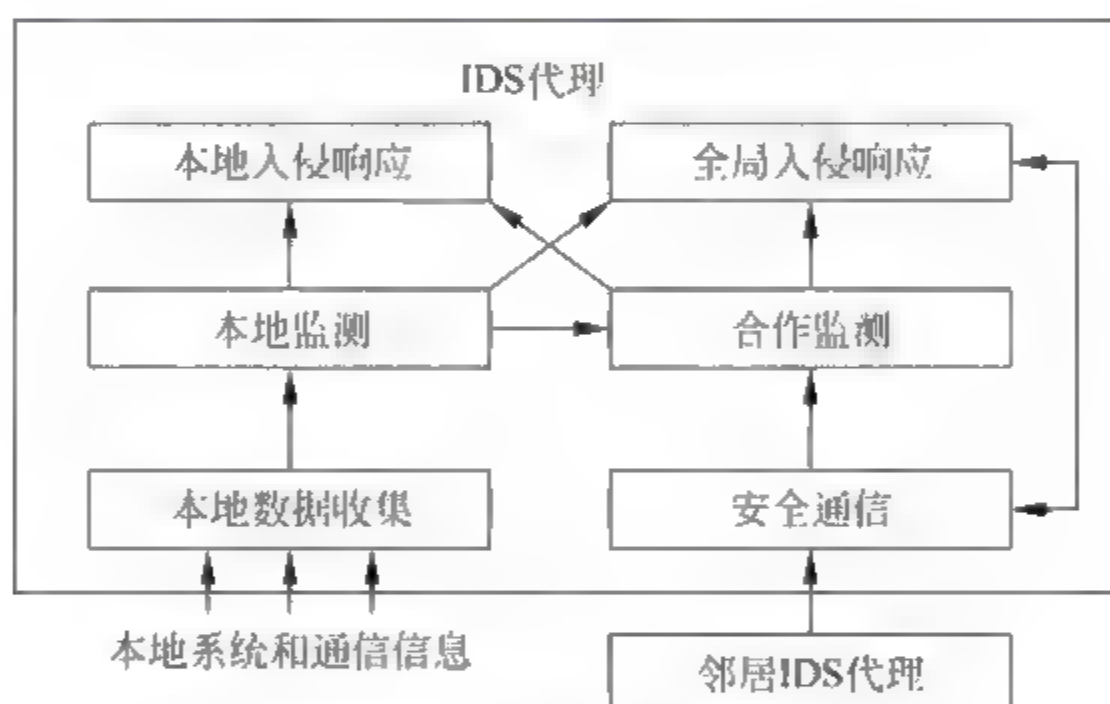 IDS代理
本地入侵响应
全局入侵响应
本地监测
合作监测
本地数据收集
安全通信
本地系统和通信信息
邻居IDS代理